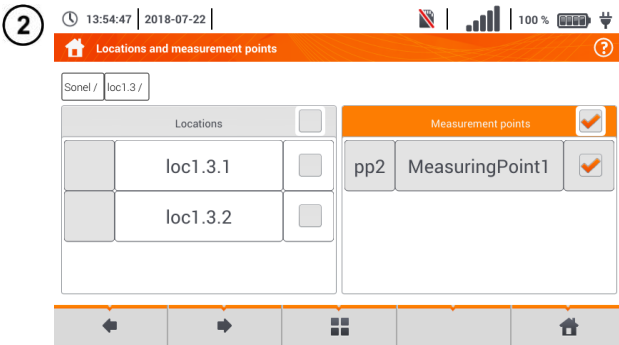 2
13:54:47 2018-07-22 100 %
Locations and measurement points ?
Sonel / loc1.3 /
Locations Measurement points
loc1.3.1 pp2 MeasuringPoint1
loc1.3.2